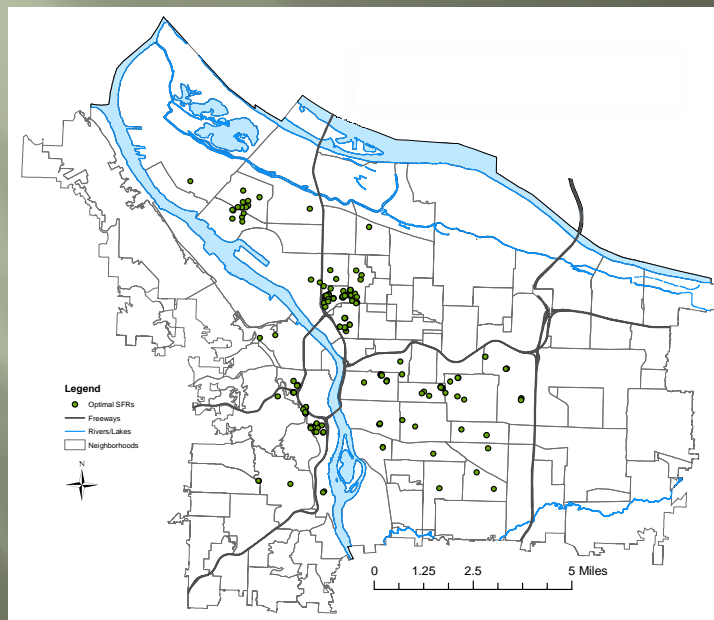 Legend
Optimal SFRs
Freeways
Rivers/Lakes
Neighborhoods
N
0 1.25 2.5 5 Miles